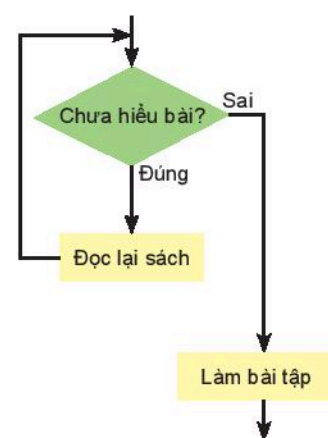 Chưa hiểu bài?
Sai
Đúng
Đọc lại sách
Làm bài tập